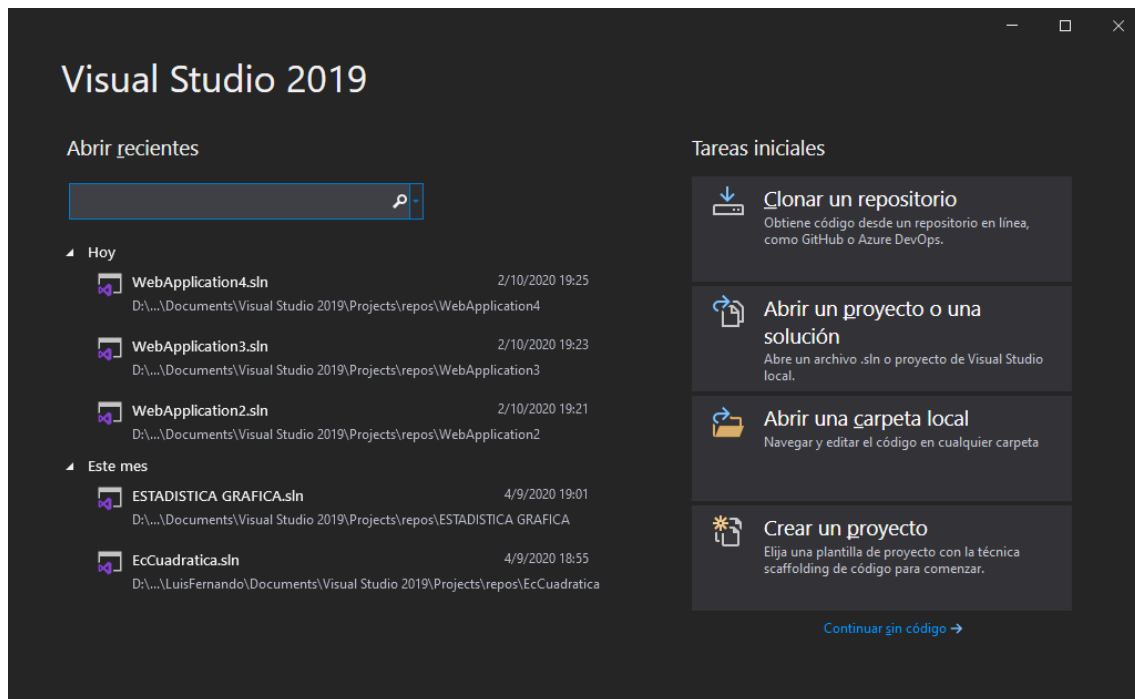 Visual Studio 2019
Abrir recientes
Hoy
WebApplication4.sln 2/10/2020 19:25
D:\...\Documents\Visual Studio 2019\Projects\repos\WebApplication4
WebApplication3.sln 2/10/2020 19:23
D:\...\Documents\Visual Studio 2019\Projects\repos\WebApplication3
WebApplication2.sln 2/10/2020 19:21
D:\...\Documents\Visual Studio 2019\Projects\repos\WebApplication2
Este mes
ESTADISTICA GRAFICA.sln 4/9/2020 19:01
D:\...\Documents\Visual Studio 2019\Projects\repos\ESTADISTICA GRAFICA
EcCuadratica.sln 4/9/2020 18:55
D:\...\LuisFernando\Documents\Visual Studio 2019\Projects\repos\EcCuadratica
Tareas iniciales
Clonar un repositorio
Obtiene código desde un repositorio en línea,
como GitHub o Azure DevOps.
Abrir un proyecto o una
solución
Abre un archivo .sln o proyecto de Visual Studio
local.
Abrir una carpeta local
Navegar y editar el código en cualquier carpeta
Crear un proyecto
Elija una plantilla de proyecto con la técnica
scaffolding de código para comenzar.
Continuar sin código →